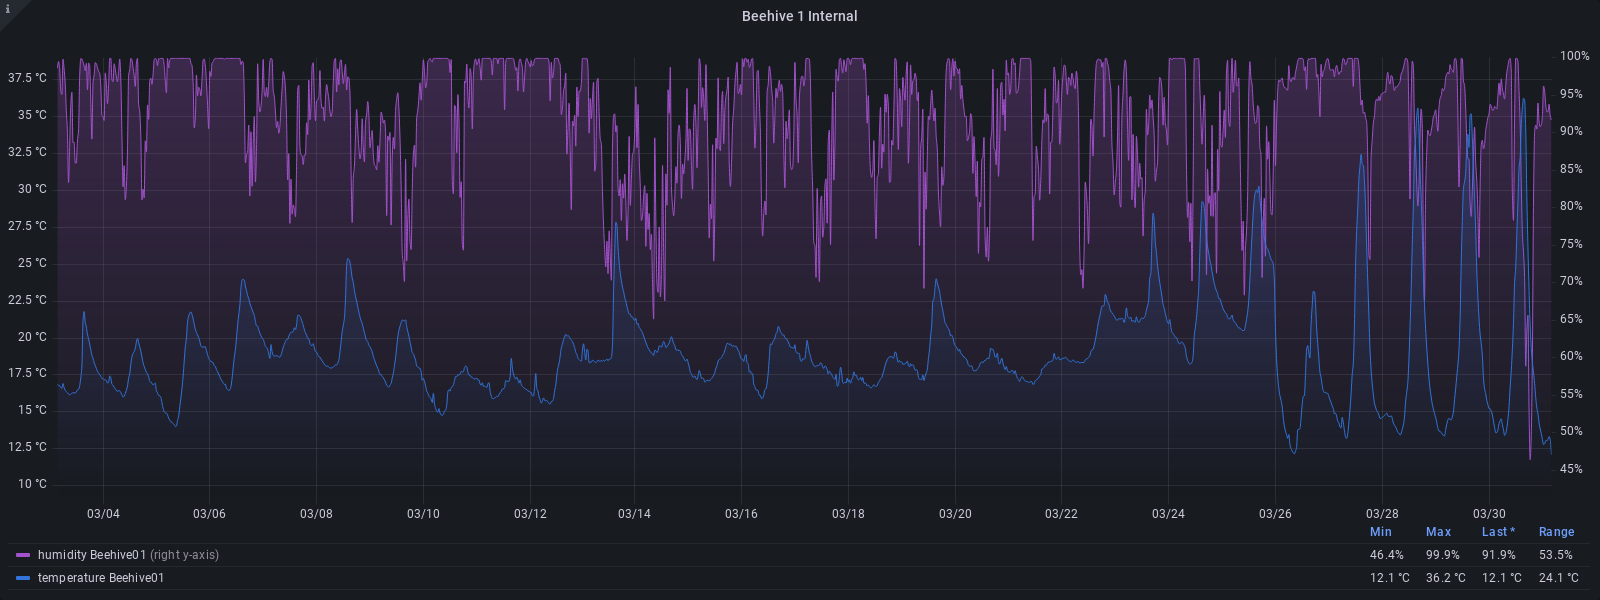 i
Beehive 1 Internal
37.5 °C
35 °C
32.5 °C
30 °C
27.5 °C
25 °C
22.5 °C
20 °C
17.5 °C
15 °C
12.5 °C
10 °C
100%
95%
90%
85%
80%
75%
70%
65%
60%
55%
50%
45%
03/04 03/06 03/08 03/10 03/12 03/14 03/16 03/18 03/20 03/22 03/24 03/26 03/28 03/30
Min Max Last * Range
humidity Beehive01 (right y-axis) 46.4% 99.9% 91.9% 53.5%
temperature Beehive01 12.1 °C 36.2 °C 12.1 °C 24.1 °C